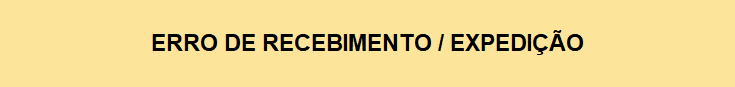 ERRO DE RECEBIMENTO / EXPEDIÇÃO